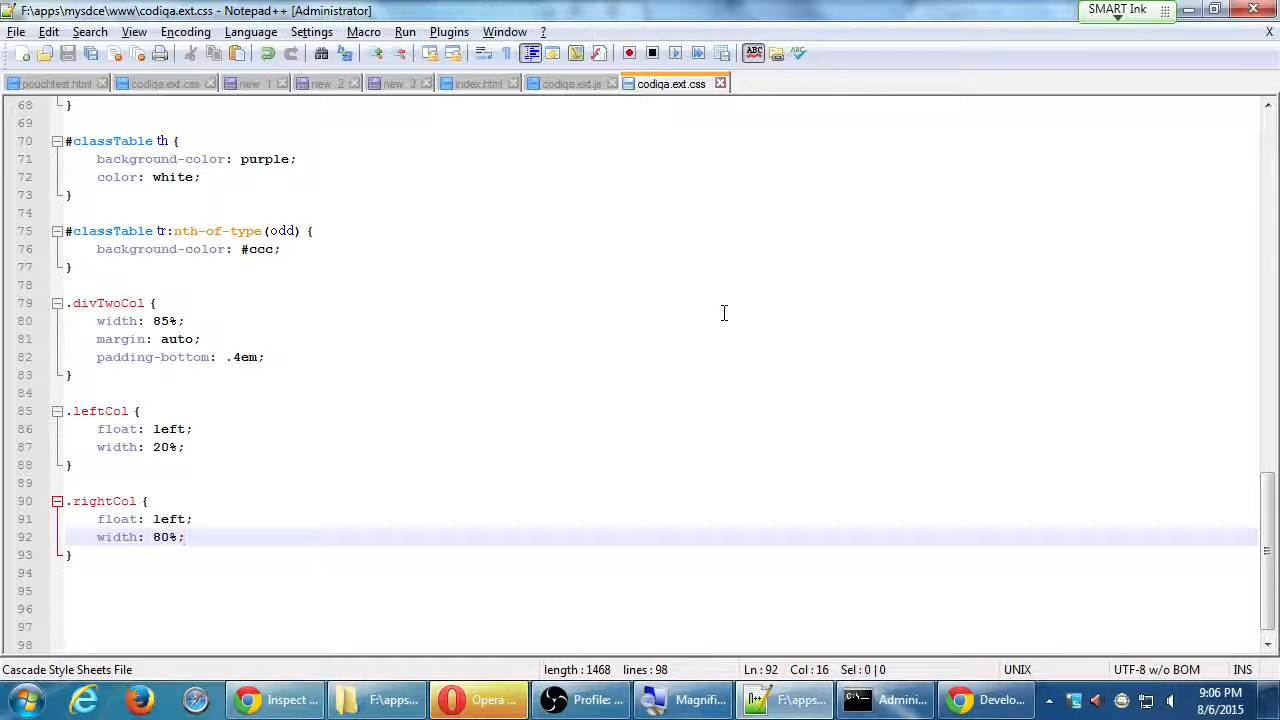 F:\apps\mysdce\www\codiqa.ext.css - Notepad++ [Administrator]
SMART Ink
File Edit Search View Encoding Language Settings Macro Run Plugins Window ? X
pouchtest.html codiqa.ext.css new 1 new 2 new 3 index.html codiqa.ext.js codiqa.ext.css
68 }
69
70 #classTable th {
71 background-color: purple;
72 color: white;
73 }
74
75 #classTable tr:nth-of-type(odd) {
76 background-color: #ccc;
77 }
78
79 .divTwoCol {
80 width: 85%;
81 margin: auto;
82 padding-bottom: .4em;
83 }
84
85 .leftCol {
86 float: left;
87 width: 20%;
88 }
89
90 .rightCol {
91 float: left;
92 width: 80%;
93 }
94
95
96
97
98
Cascade Style Sheets File length : 1468 lines : 98 Ln : 92 Col : 16 Sel : 0 | 0 UNIX UTF-8 w/o BOM INS
Inspect ... F:\apps... Opera ... Profile: ... Magnifi... F:\apps... Admini... Develo... 9:06 PM
8/6/2015